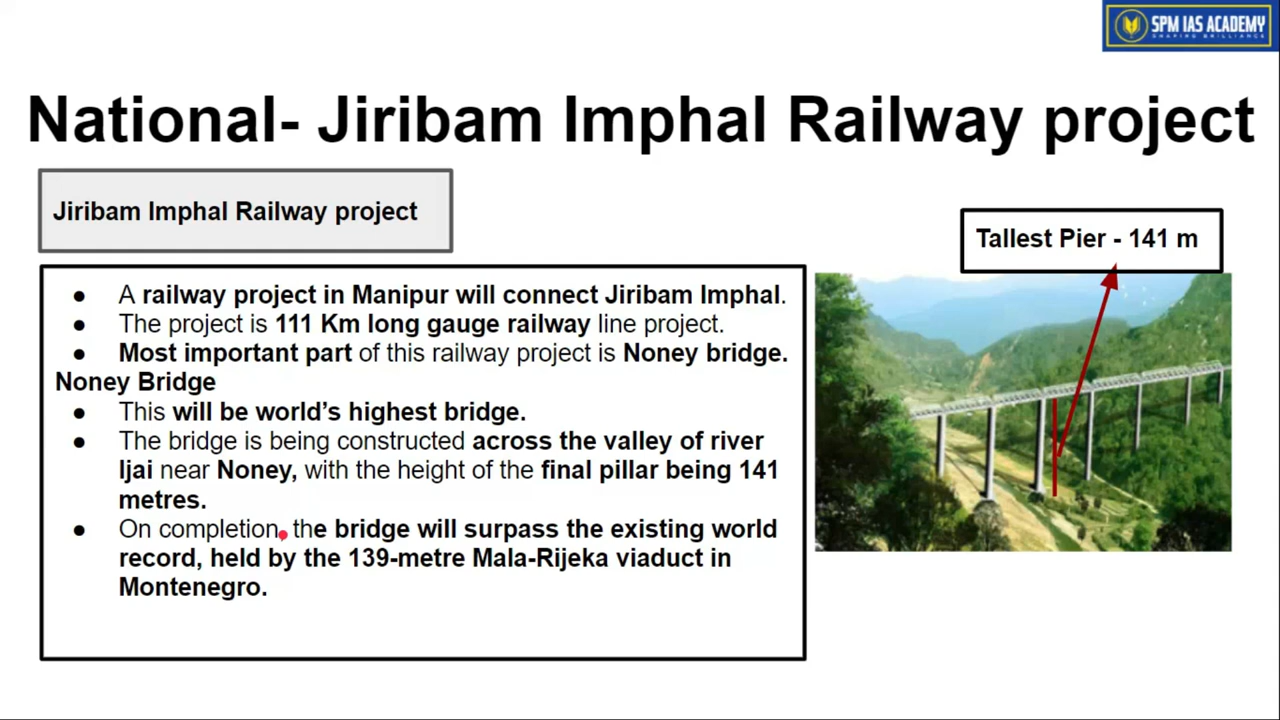 SPM IAS ACADEMY
SHAPING BRILLIANCE
National- Jiribam Imphal Railway project
Jiribam Imphal Railway project
Tallest Pier - 141 m
● A railway project in Manipur will connect Jiribam Imphal.
● The project is 111 Km long gauge railway line project.
● Most important part of this railway project is Noney bridge.
Noney Bridge
● This will be world’s highest bridge.
● The bridge is being constructed across the valley of river
Ijai near Noney, with the height of the final pillar being 141
metres.
● On completion, the bridge will surpass the existing world
record, held by the 139-metre Mala-Rijeka viaduct in
Montenegro.